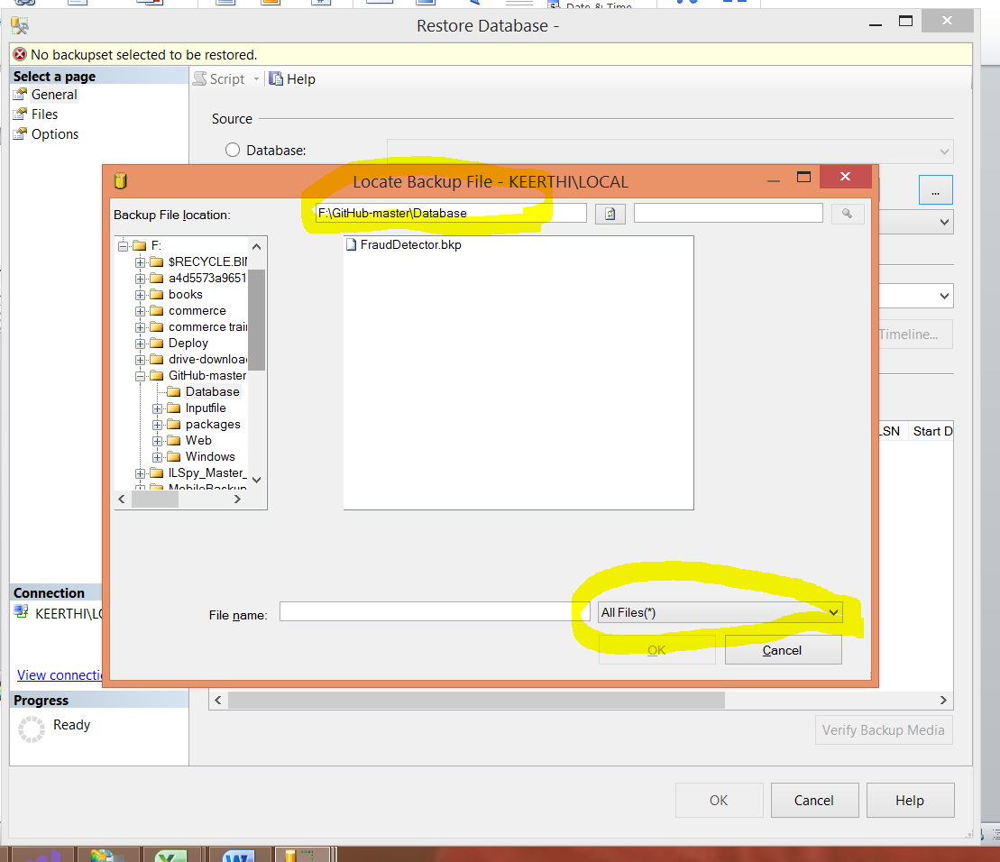 Date & Time
Restore Database -
No backupset selected to be restored.
Select a page
General
Files
Options
Script
Help
Source
Database:
...
Locate Backup File - KEERTHI\LOCAL
Backup File location:
F:\GitHub-master\Database
F:
$RECYCLE.BIN
a4d5573a9651
books
commerce
commerce trai
Deploy
drive-downloa
GitHub-master
Database
Inputfile
packages
Web
Windows
ILSpy_Master_
MobileBackup
FraudDetector.bkp
Timeline...
LSN Start D
File name:
All Files(*)
OK
Cancel
Connection
KEERTHI\LO
View connectio
Progress
Ready
Verify Backup Media
OK
Cancel
Help